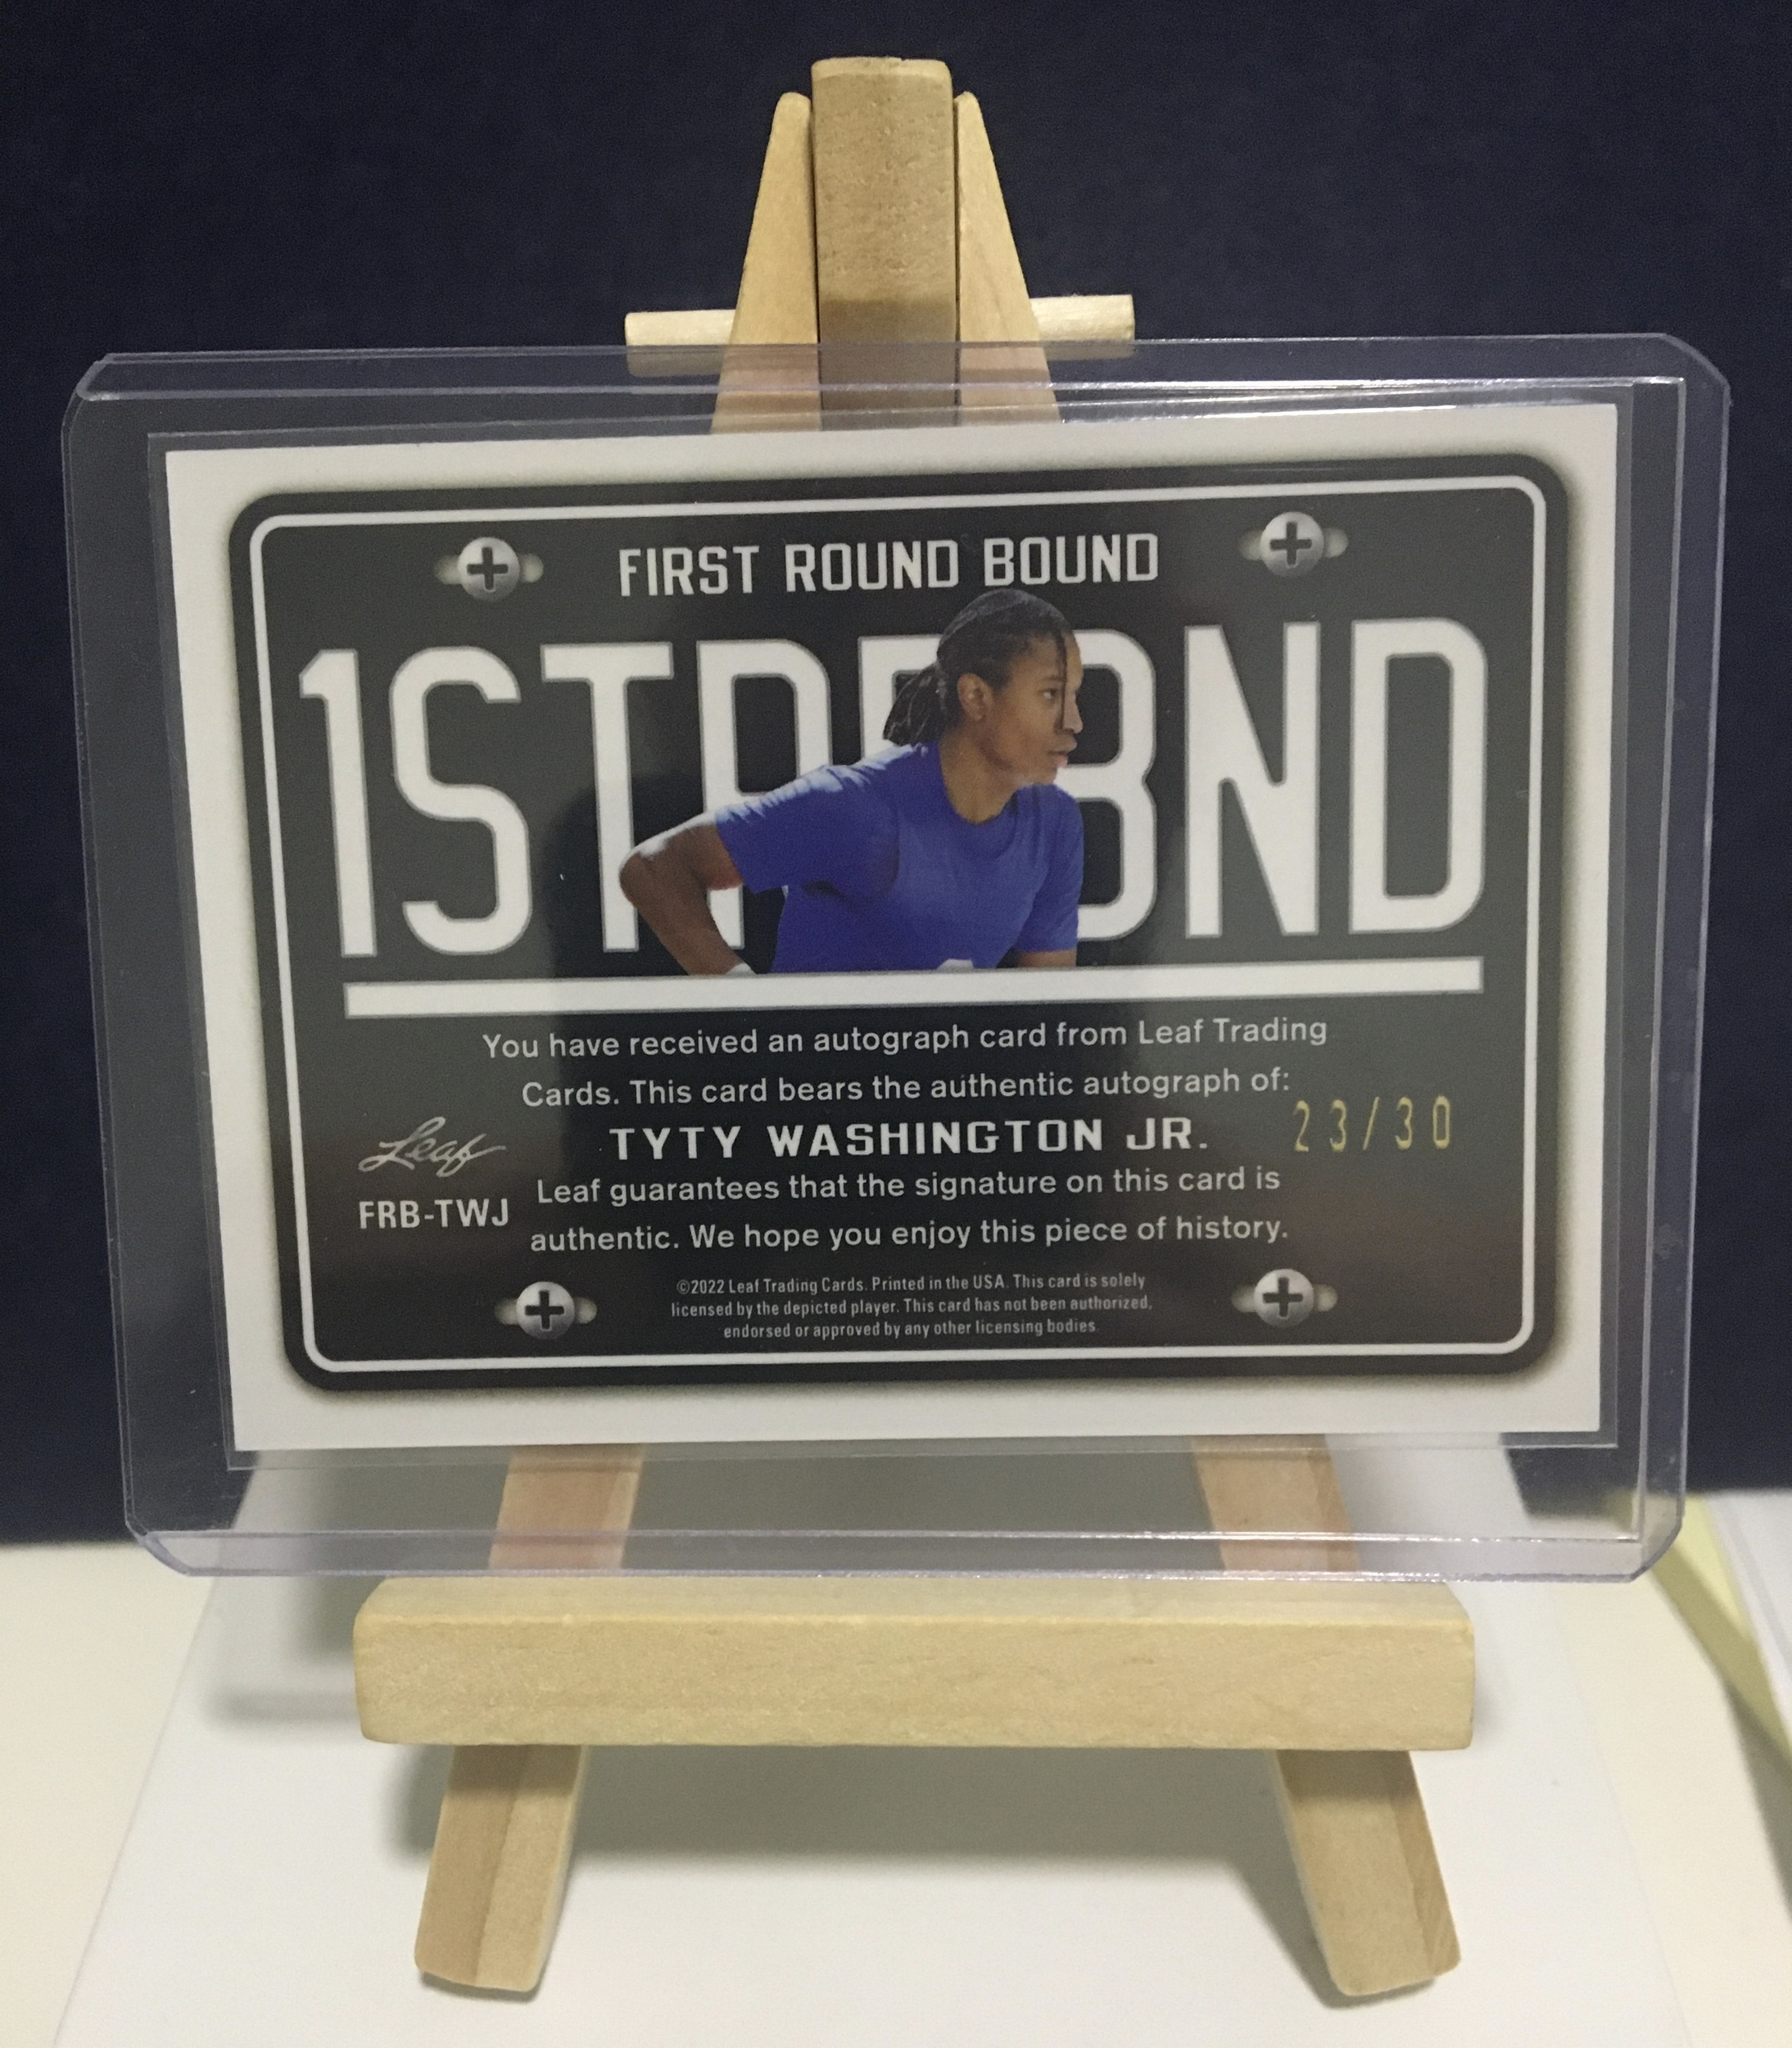 FIRST ROUND BOUND
1STR BND
You have received an autograph card from Leaf Trading
Cards. This card bears the authentic autograph of:
TYTY WASHINGTON JR.
23/30
Leaf
FRB-TWJ
Leaf guarantees that the signature on this card is
authentic. We hope you enjoy this piece of history.
©2022 Leaf Trading Cards. Printed in the USA. This card is solely
licensed by the depicted player. This card has not been authorized,
endorsed or approved by any other licensing bodies.